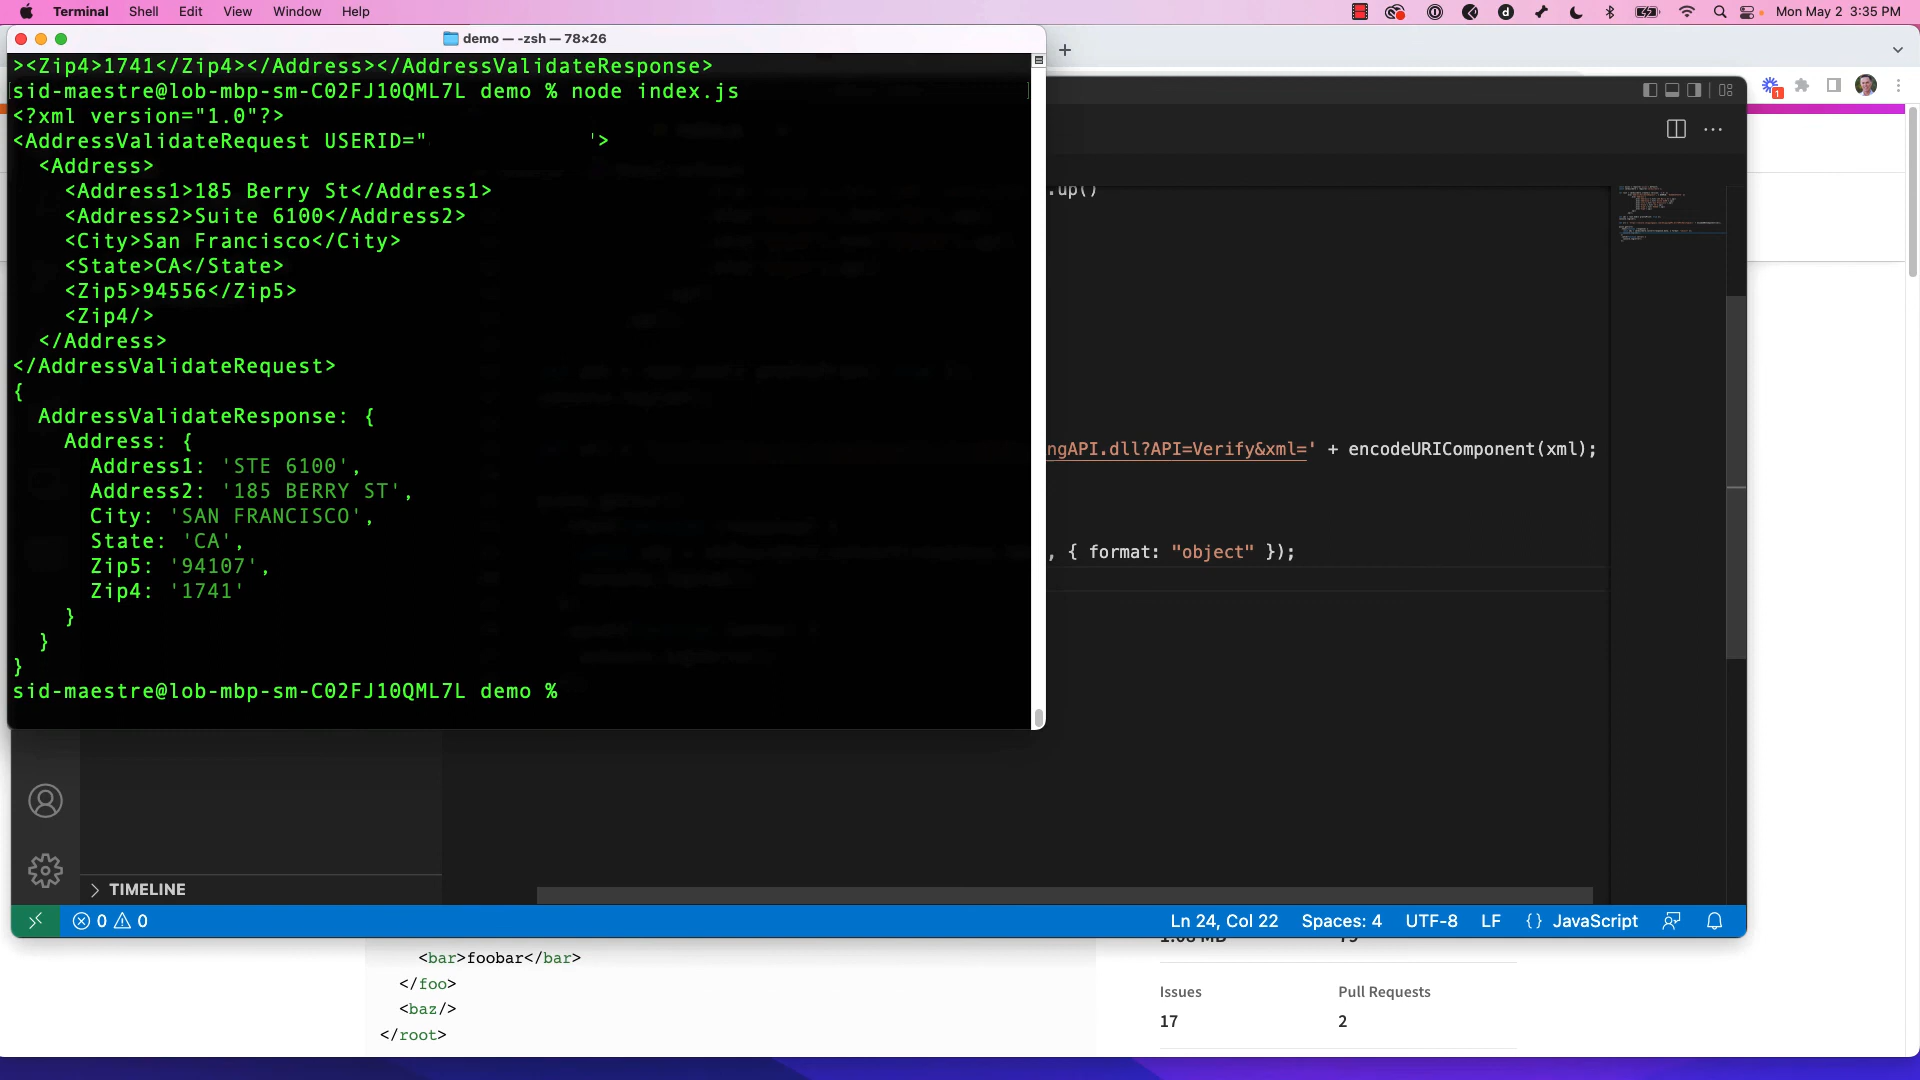 Terminal Shell Edit View Window Help
Mon May 2 3:35 PM
demo — -zsh — 78×26
><Zip4>1741</Zip4></Address></AddressValidateResponse>
sid-maestre@lob-mbp-sm-C02FJ10QML7L demo % node index.js
<?xml version="1.0"?>
<AddressValidateRequest USERID=" '>
<Address>
<Address1>185 Berry St</Address1>
<Address2>Suite 6100</Address2>
<City>San Francisco</City>
<State>CA</State>
<Zip5>94556</Zip5>
<Zip4/>
</Address>
</AddressValidateRequest>
{
AddressValidateResponse: {
Address: {
Address1: 'STE 6100',
Address2: '185 BERRY ST',
City: 'SAN FRANCISCO',
State: 'CA',
Zip5: '94107',
Zip4: '1741'
}
}
}
sid-maestre@lob-mbp-sm-C02FJ10QML7L demo %
.up()
ngAPI.dll?API=Verify&xml=' + encodeURIComponent(xml);
, { format: "object" });
1
TIMELINE
0 0
Ln 24, Col 22 Spaces: 4 UTF-8 LF {} JavaScript
<bar>foobar</bar>
</foo>
<baz/>
</root>
Issues Pull Requests
17 2